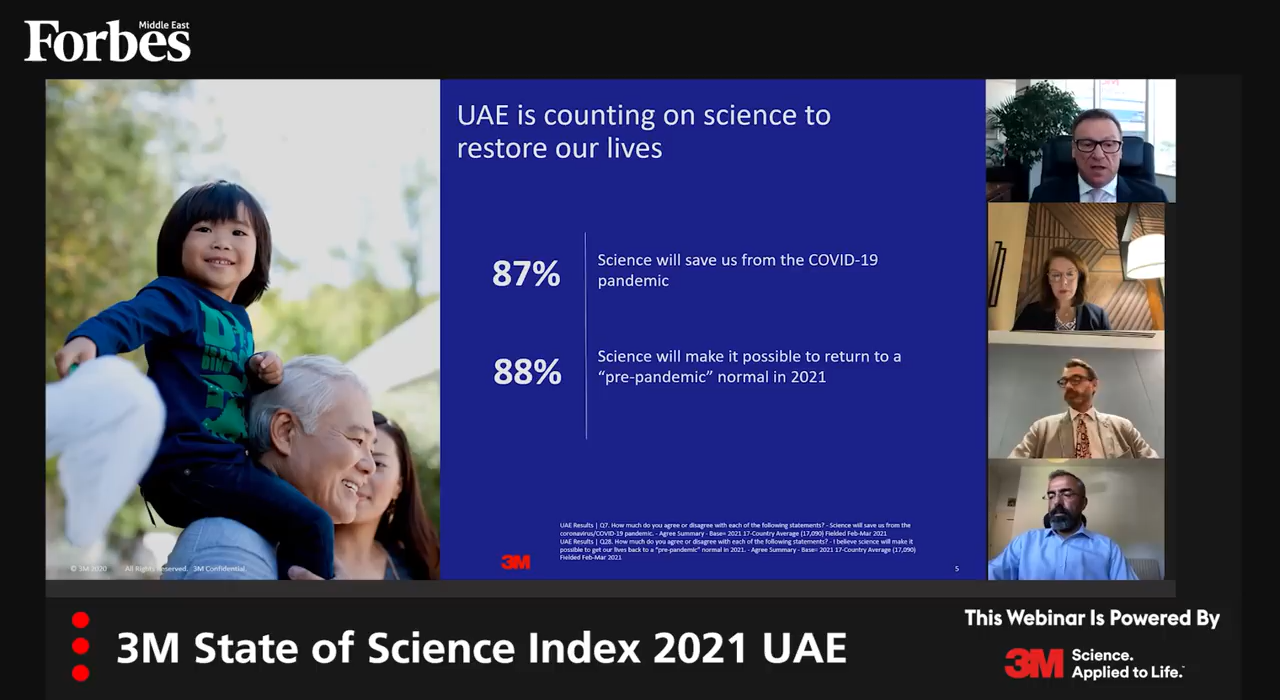 Middle East
Forbes
UAE is counting on science to
restore our lives
87%
Science will save us from the COVID-19
pandemic
88%
Science will make it possible to return to a
“pre-pandemic” normal in 2021
UAE Results | Q7. How much do you agree or disagree with each of the following statements? - Science will save us from the
coronavirus/COVID-19 pandemic. - Agree Summary - Base= 2021 17-Country Average (17,090) Fielded Feb-Mar 2021
UAE Results | Q28. How much do you agree or disagree with each of the following statements? - I believe science will make it
possible to get our lives back to a “pre-pandemic” normal in 2021. - Agree Summary - Base= 2021 17-Country Average (17,090)
Fielded Feb-Mar 2021
© 3M 2020 All Rights Reserved. 3M Confidential.
3M
5
3M State of Science Index 2021 UAE
This Webinar Is Powered By
3M
Science.
Applied to Life.